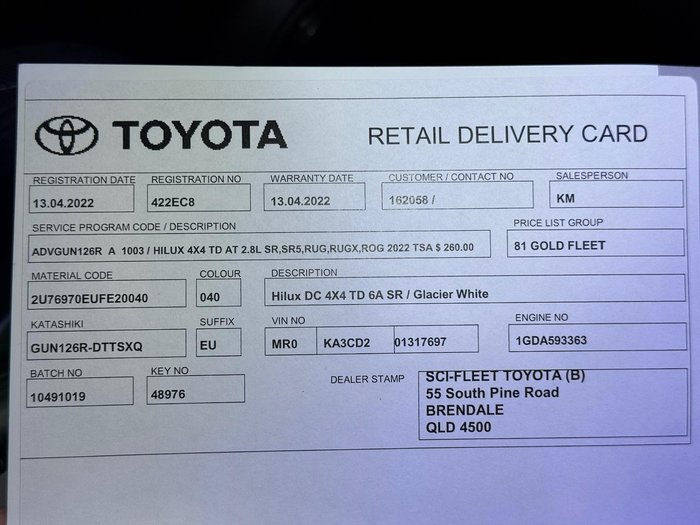 TOYOTA
RETAIL DELIVERY CARD
REGISTRATION DATE REGISTRATION NO WARRANTY DATE CUSTOMER / CONTACT NO SALESPERSON
13.04.2022 422EC8 13.04.2022 162058 / KM
SERVICE PROGRAM CODE / DESCRIPTION PRICE LIST GROUP
ADVGUN126R A 1003 / HILUX 4X4 TD AT 2.8L SR,SR5,RUG,RUGX,ROG 2022 TSA $ 260.00 81 GOLD FLEET
MATERIAL CODE COLOUR DESCRIPTION
2U76970EUFE20040 040 Hilux DC 4X4 TD 6A SR / Glacier White
KATASHIKI SUFFIX VIN NO ENGINE NO
GUN126R-DTTSXQ EU MR0 KA3CD2 01317697 1GDA593363
BATCH NO KEY NO DEALER STAMP
10491019 48976
SCI-FLEET TOYOTA (B)
55 South Pine Road
BRENDALE
QLD 4500